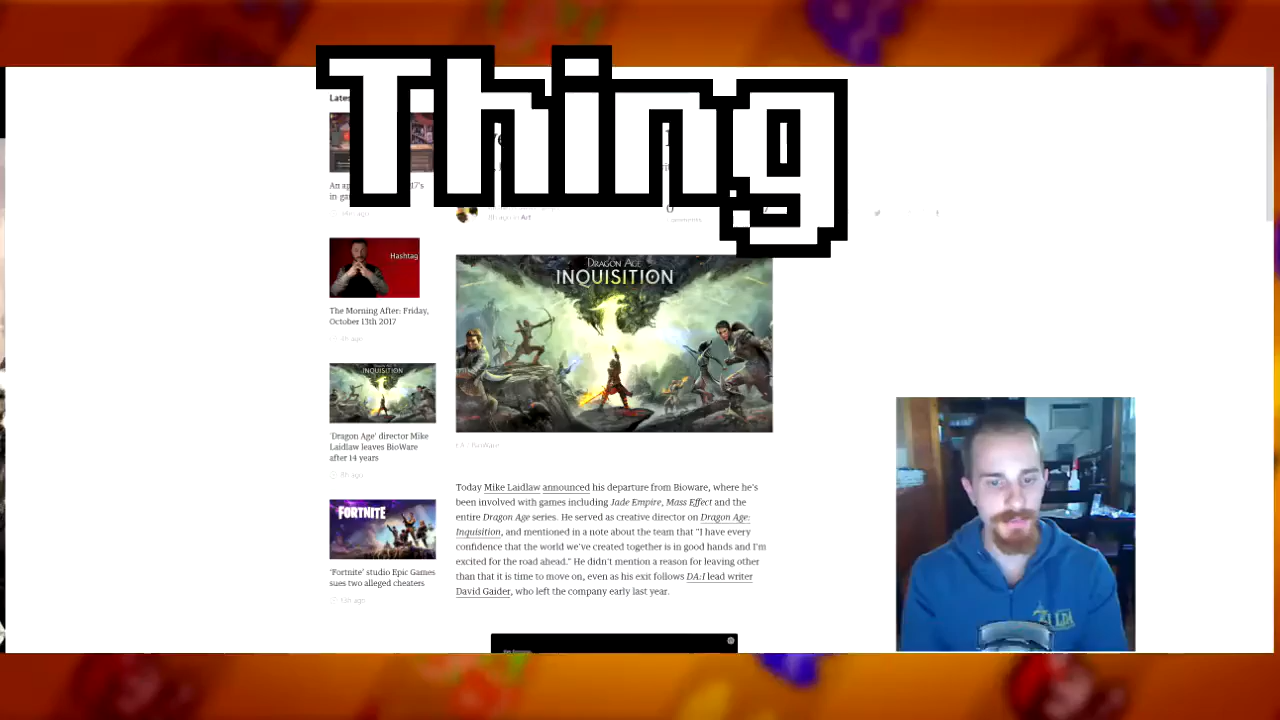 Thing
Hashtag
The Morning After: Friday,
October 13th 2017
INQUISITION
'Dragon Age' director Mike
Laidlaw leaves BioWare
after 14 years
FORTNITE
'Fortnite' studio Epic Games
sues two alleged cheaters
in Art
DRAGON AGE
INQUISITION
Today Mike Laidlaw announced his departure from Bioware, where he's
been involved with games including Jade Empire, Mass Effect and the
entire Dragon Age series. He served as creative director on Dragon Age:
Inquisition, and mentioned in a note about the team that "I have every
confidence that the world we've created together is in good hands and I'm
excited for the road ahead." He didn't mention a reason for leaving other
than that it is time to move on, even as his exit follows DA:I lead writer
David Gaider, who left the company early last year.
ZELDA